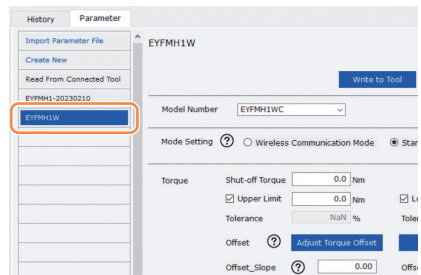 History Parameter
Import Parameter File
Create New
Read From Connected Tool
EYFMH1-20230210
EYFMH1W
EYFMH1W
Write to Tool
Model Number EYFMH1WC
Mode Setting ? Wireless Communication Mode
Torque Shut-off Torque 0.0 Nm
Upper Limit 0.0 Nm
Tolerance NaN %
Offset ? Adjust Torque Offset
Offset_Slope ? 0.00